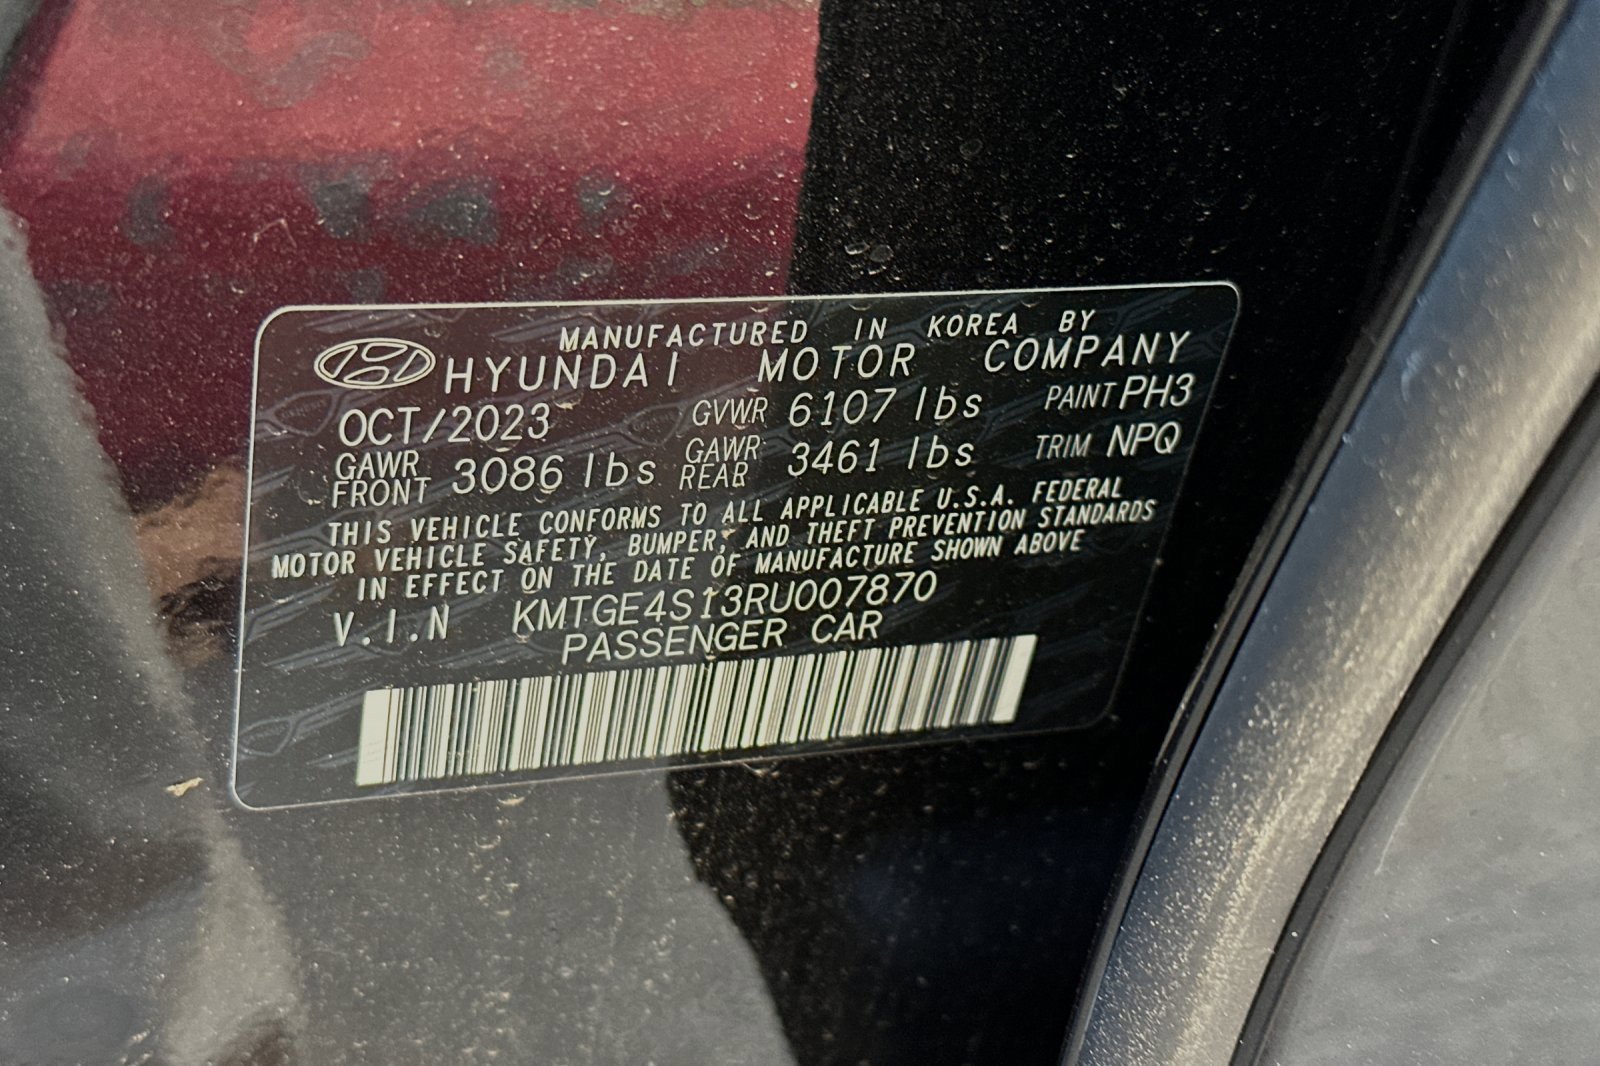 MANUFACTURED IN KOREA BY
HYUNDAI MOTOR COMPANY
OCT/2023 GVWR 6107 lbs PAINT PH3
GAWR FRONT 3086 lbs GAWR REAR 3461 lbs TRIM NPQ
THIS VEHICLE CONFORMS TO ALL APPLICABLE U.S.A. FEDERAL
MOTOR VEHICLE SAFETY, BUMPER, AND THEFT PREVENTION STANDARDS
IN EFFECT ON THE DATE OF MANUFACTURE SHOWN ABOVE
V.I.N KMTGE4S13RU007870
PASSENGER CAR